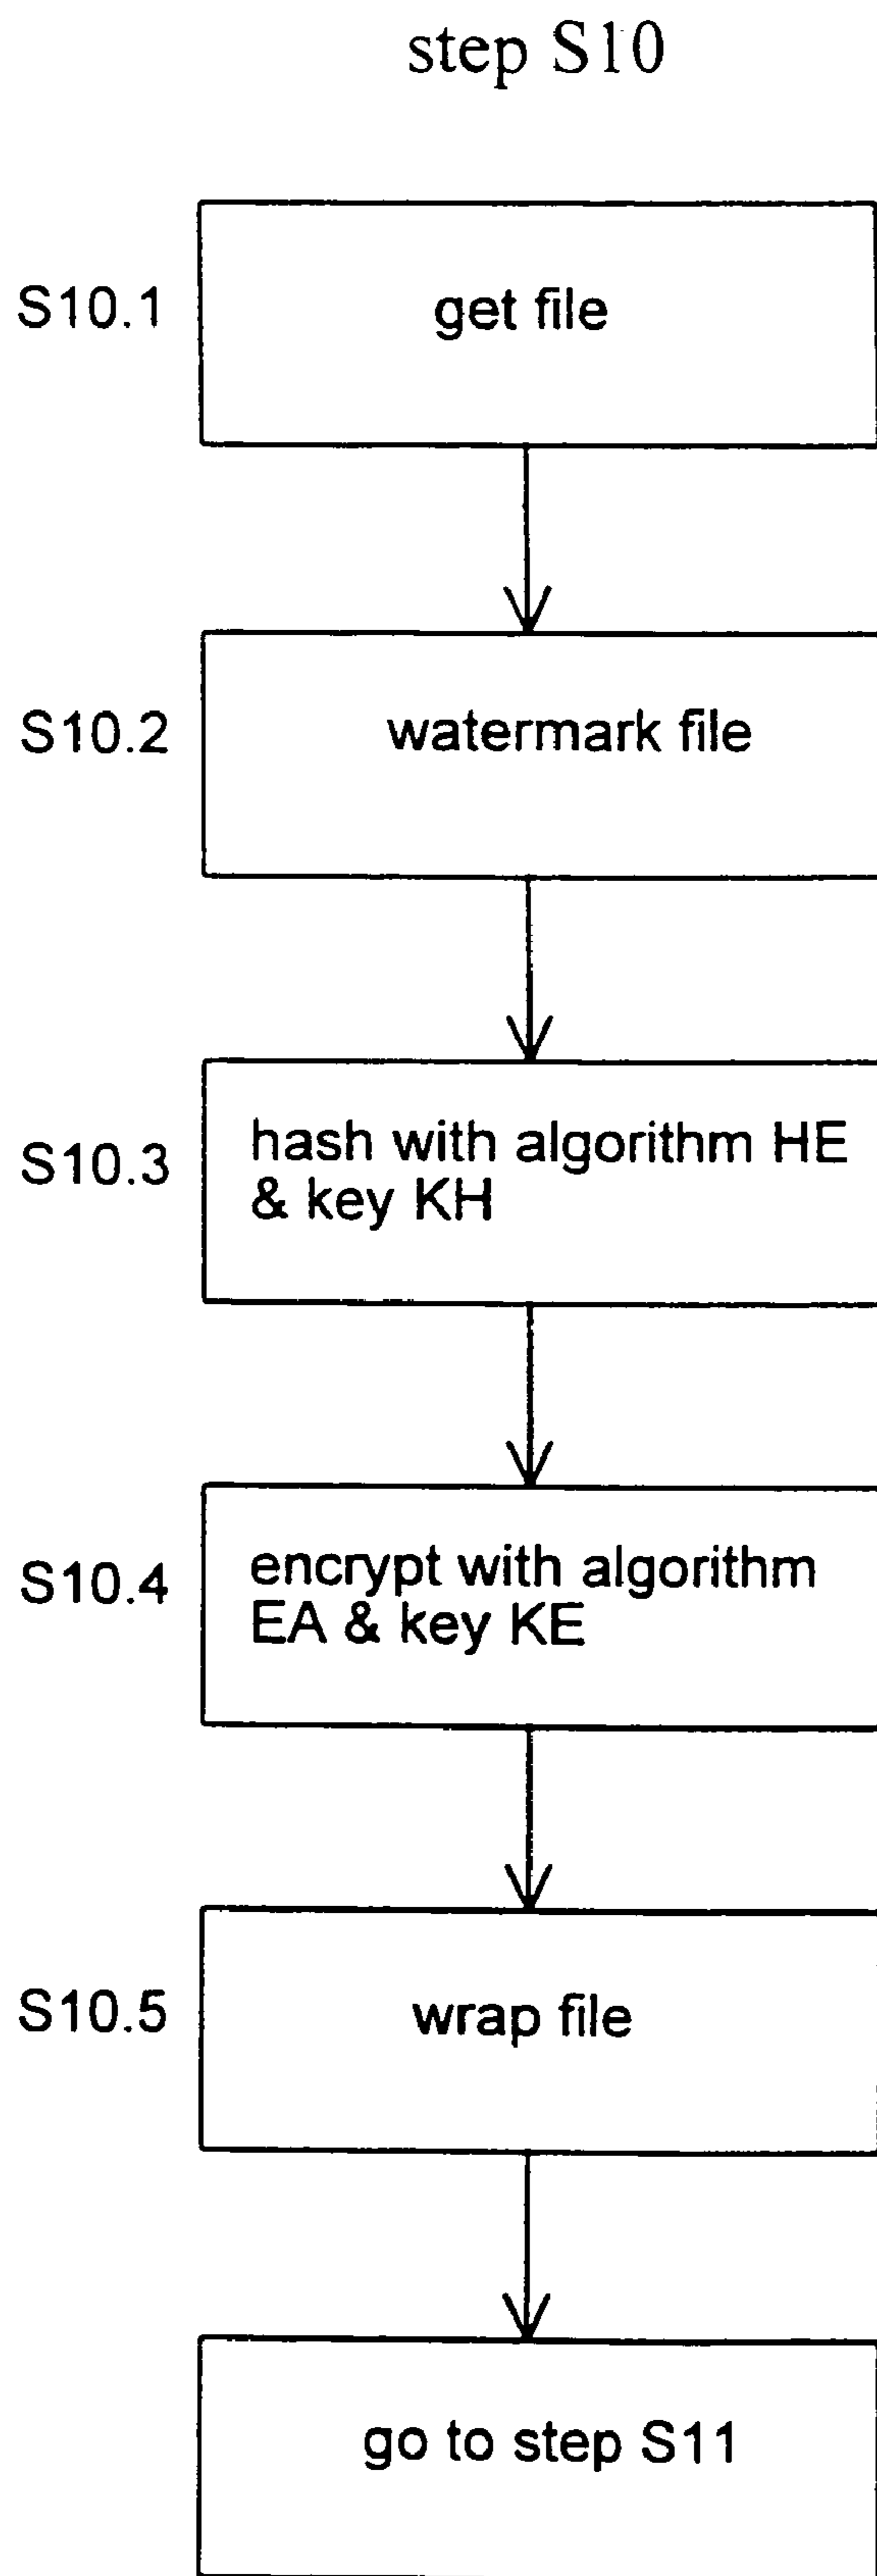 step S10
S10.1
get file
S10.2
watermark file
S10.3
hash with algorithm HE
& key KH
S10.4
encrypt with algorithm
EA & key KE
S10.5
wrap file
go to step S11